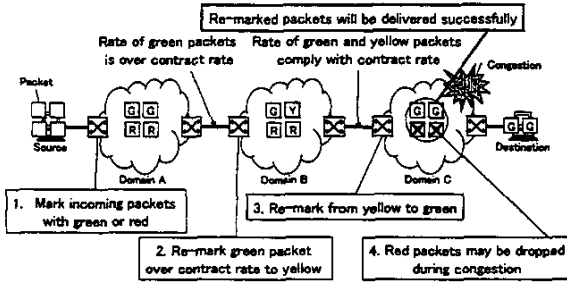 Re-marked packets will be delivered successfully
Rate of green packets
is over contract rate
Rate of green and yellow packets
comply with contract rate
Congestion
Packet
G G
R R
G Y
R R
G G
G G
Source
Destination
Domain A
Domain B
Domain C
1. Mark incoming packets
with green or red
3. Re-mark from yellow to green
2. Re-mark green packet
over contract rate to yellow
4. Red packets may be dropped
during congestion